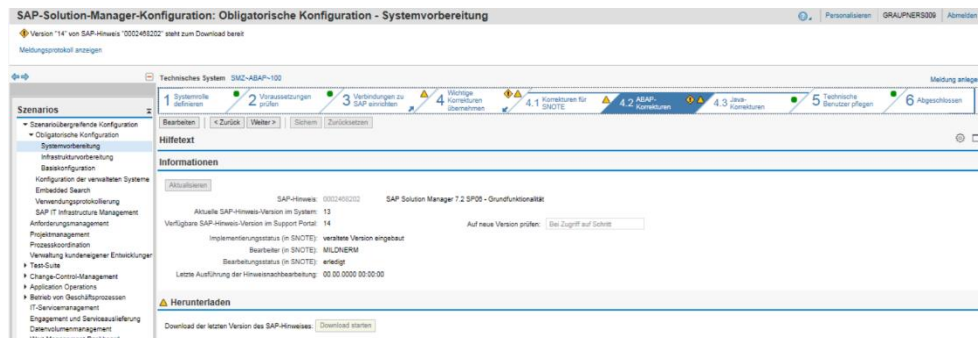 SAP-Solution-Manager-Konfiguration: Obligatorische Konfiguration - Systemvorbereitung
Personalisieren GRAUPNERS009 Abmelden
Version "14" von SAP-Hinweis "0002468202" steht zum Download bereit
Meldungsprotokoll anzeigen
Technisches System SMZ~ABAP~100
Meldung anlege
1 Systemrolle definieren
2 Voraussetzungen prüfen
3 Verbindungen zu SAP einrichten
4 Wichtige Korrekturen übernehmen
4.1 Korrekturen für SNOTE
4.2 ABAP-Korrekturen
4.3 Java-Korrekturen
5 Technische Benutzer pflegen
6 Abgeschlossen
Szenarios
Szenarioübergreifende Konfiguration
Obligatorische Konfiguration
Systemvorbereitung
Infrastrukturvorbereitung
Basiskonfiguration
Konfiguration der verwalteten Systeme
Embedded Search
Verwendungsprotokollierung
SAP IT Infrastructure Management
Anforderungsmanagement
Projektmanagement
Prozesskoordination
Verwaltung kundeneigener Entwicklunger
Test-Suite
Change-Control-Management
Application Operations
Betrieb von Geschäftsprozessen
IT-Servicemanagement
Engagement und Serviceauslieferung
Datenvolumenmanagement
Bearbeiten < Zurück Weiter > Sichern Zurücksetzen
Hilfetext
Informationen
Aktualisieren
SAP-Hinweis: 0002468202 SAP Solution Manager 7.2 SP06 - Grundfunktionalität
Aktuelle SAP-Hinweis-Version im System: 13
Verfügbare SAP-Hinweis-Version im Support Portal: 14 Auf neue Version prüfen: Bei Zugriff auf Schritt
Implementierungsstatus (in SNOTE): veraltete Version eingebaut
Bearbeiter (in SNOTE): MILDNERM
Bearbeitungsstatus (in SNOTE): erledigt
Letzte Ausführung der Hinweisnachbearbeitung: 00.00.0000 00:00:00
Herunterladen
Download der letzten Version des SAP-Hinweises: Download starten